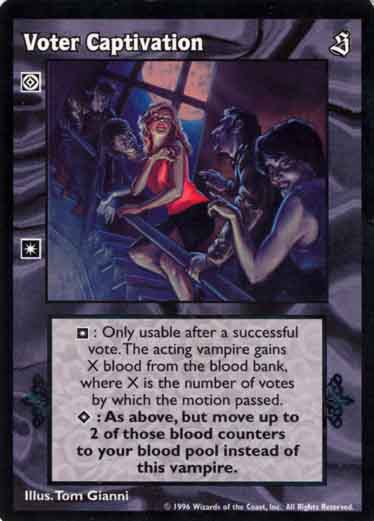 Voter Captivation
: Only usable after a successful
vote. The acting vampire gains
X blood from the blood bank,
where X is the number of votes
by which the motion passed.
: As above, but move up to
2 of those blood counters
to your blood pool instead of
this vampire.
Illus. Tom Gianni
© 1996 Wizards of the Coast, Inc. All Rights Reserved.